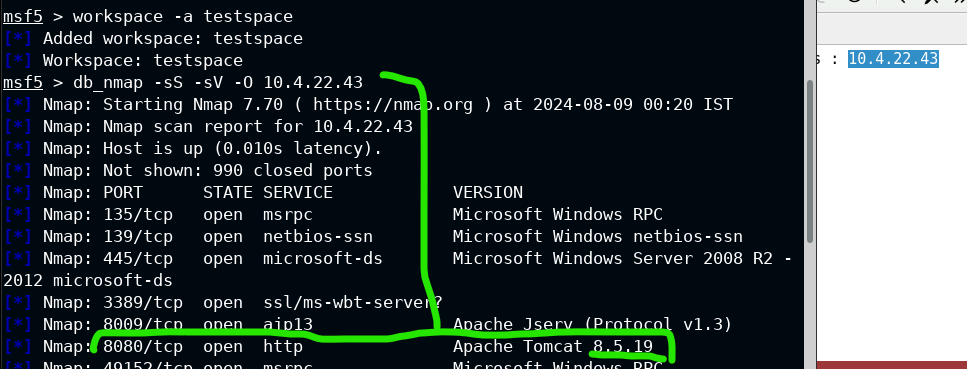 msf5 > workspace -a testspace
[*] Added workspace: testspace
[*] Workspace: testspace
msf5 > db_nmap -sS -sV -O 10.4.22.43
[*] Nmap: Starting Nmap 7.70 ( https://nmap.org ) at 2024-08-09 00:20 IST
[*] Nmap: Nmap scan report for 10.4.22.43
[*] Nmap: Host is up (0.010s latency).
[*] Nmap: Not shown: 990 closed ports
[*] Nmap: PORT      STATE SERVICE            VERSION
[*] Nmap: 135/tcp   open  msrpc              Microsoft Windows RPC
[*] Nmap: 139/tcp   open  netbios-ssn        Microsoft Windows netbios-ssn
[*] Nmap: 445/tcp   open  microsoft-ds       Microsoft Windows Server 2008 R2 -
2012 microsoft-ds
[*] Nmap: 3389/tcp  open  ssl/ms-wbt-server?
[*] Nmap: 8009/tcp  open  ajp13              Apache Jserv (Protocol v1.3)
[*] Nmap: 8080/tcp  open  http               Apache Tomcat 8.5.19
[*] Nmap: 49152/tcp open  msrpc              Microsoft Windows RPC
s : 10.4.22.43